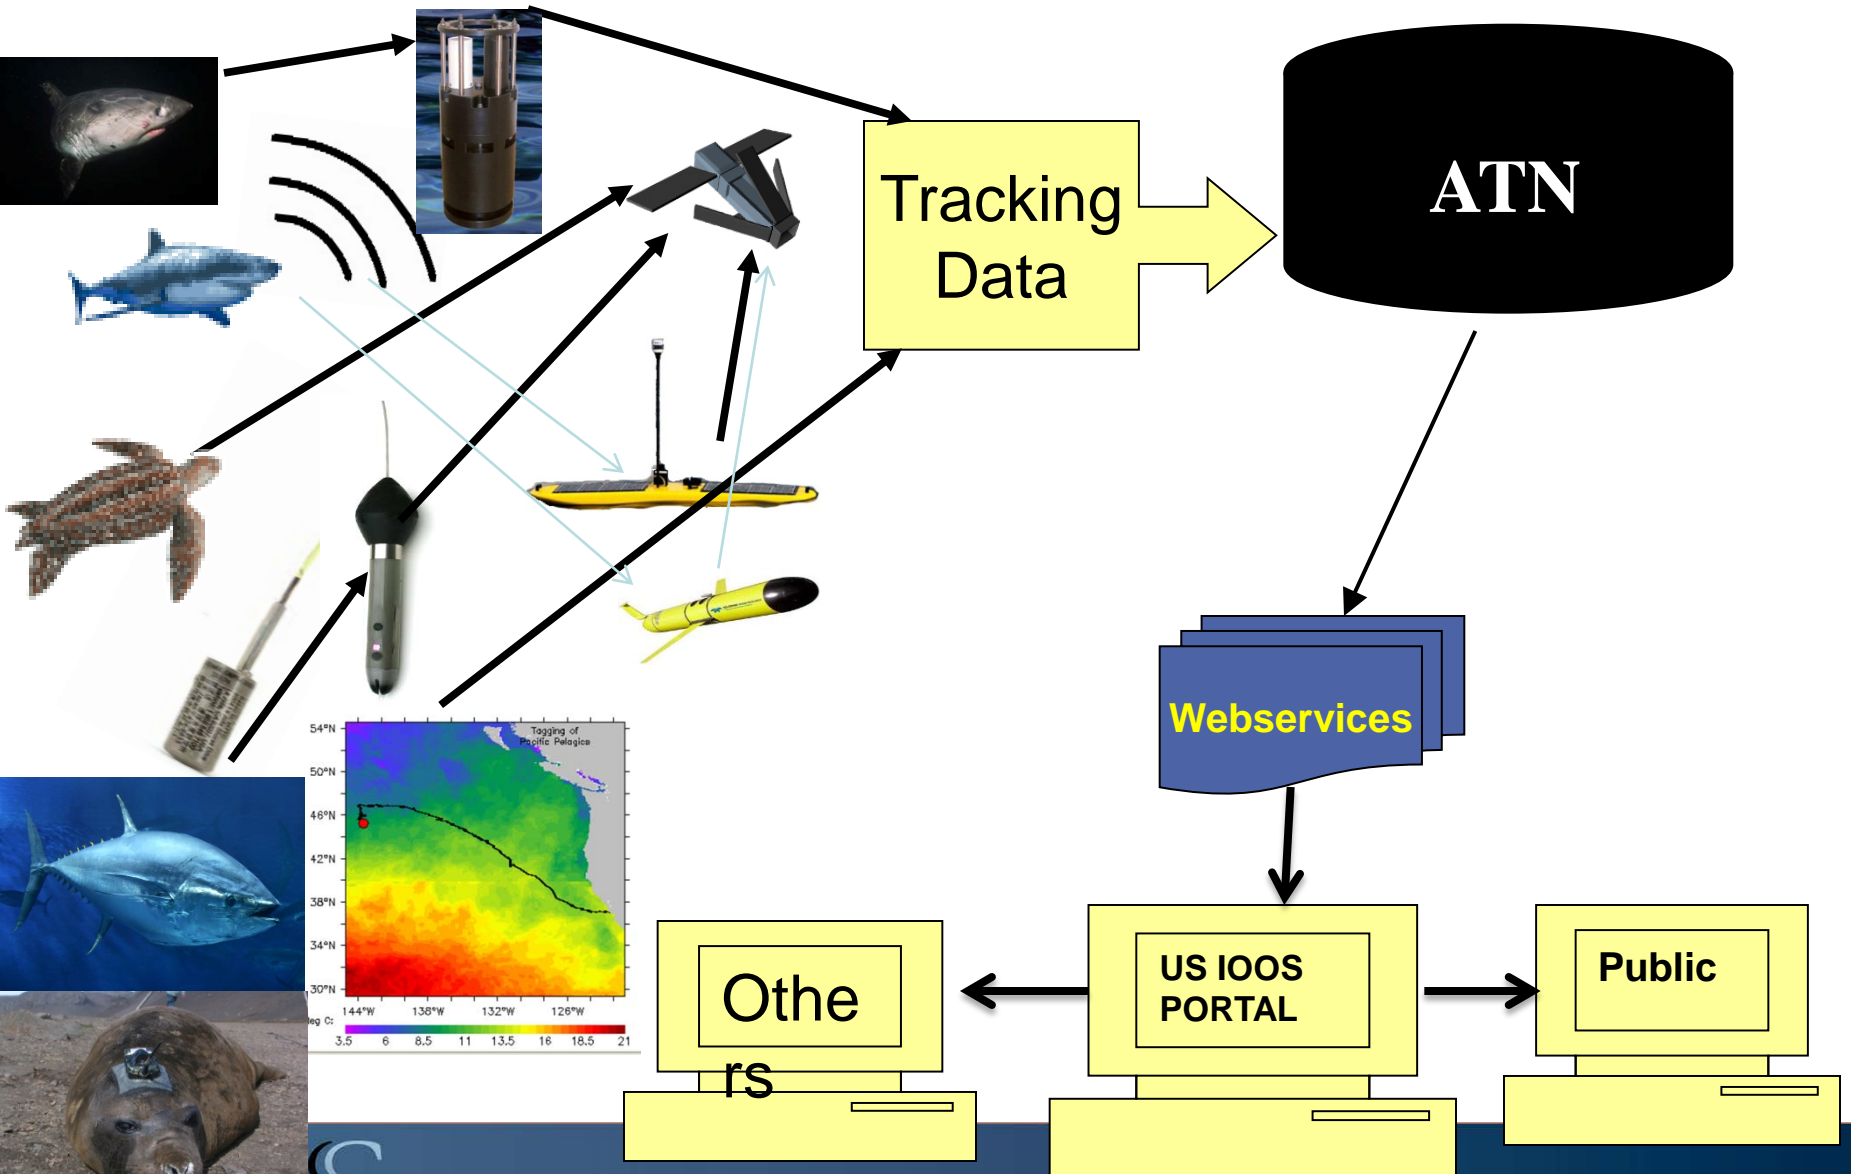 Tracking
Data
ATN
Webservices
Tagging of
Pacific Pelagics
54°N
50°N
46°N
42°N
38°N
34°N
30°N
144°W 138°W 132°W 126°W
deg C:
3.5 6 8.5 11 13.5 16 18.5 21
Othe
rs
US IOOS
PORTAL
Public